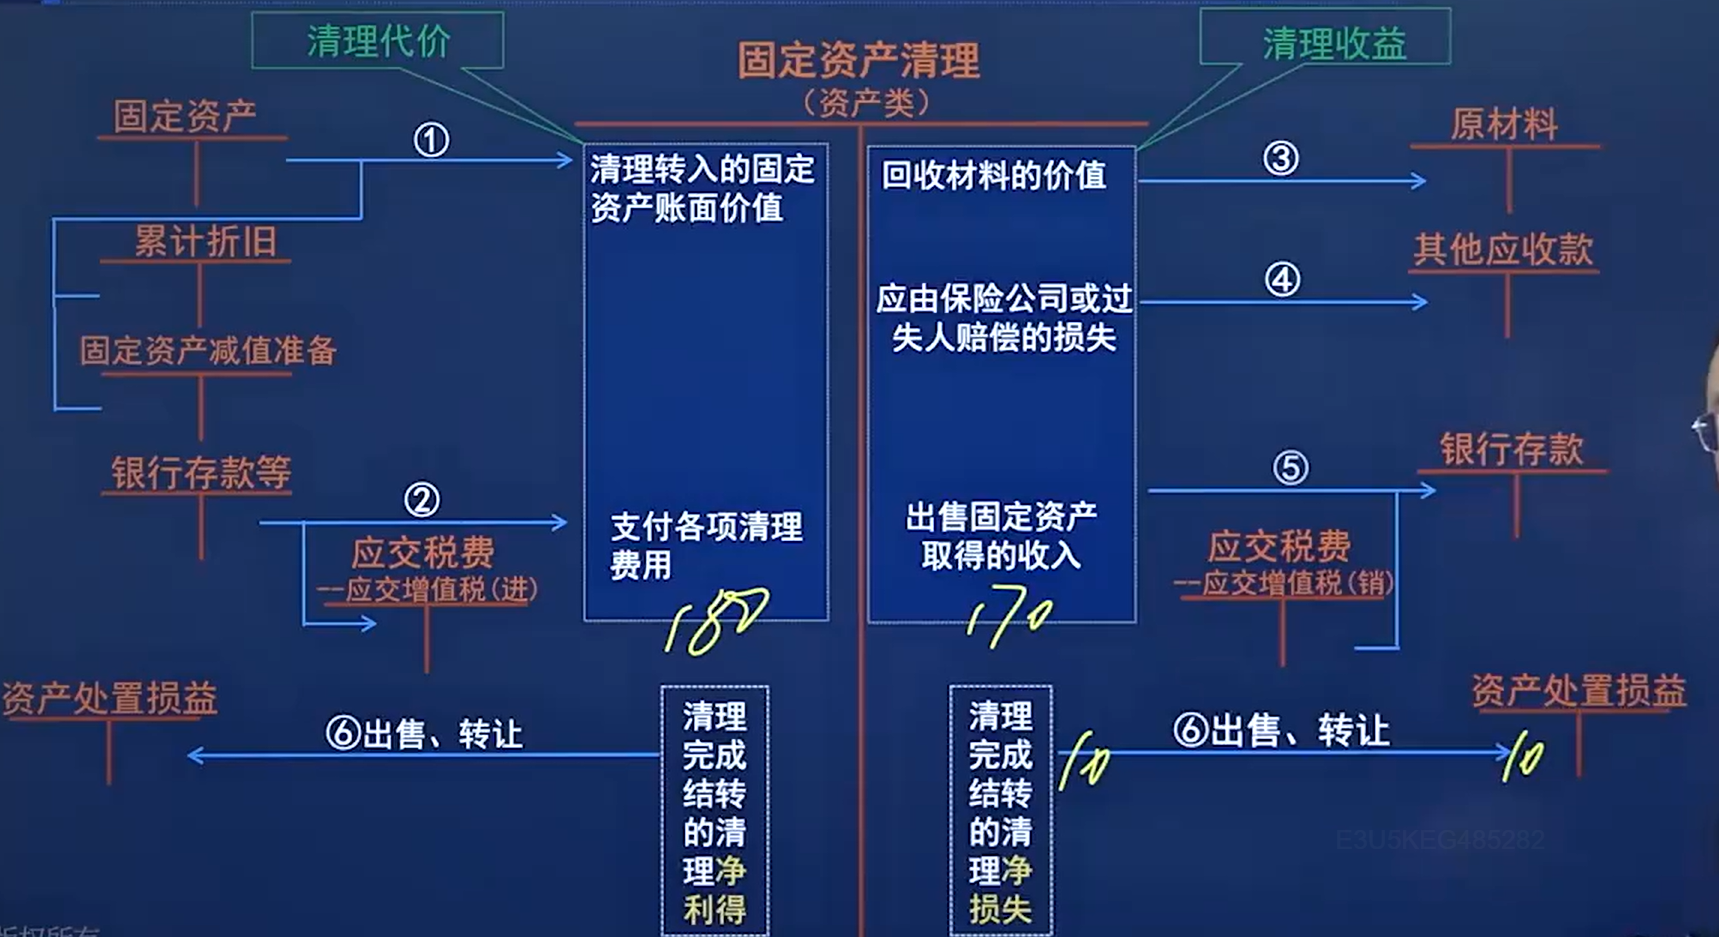 清理代价
清理收益
固定资产清理
（资产类）
固定资产
①
清理转入的固定
资产账面价值
回收材料的价值
③
原材料
累计折旧
应由保险公司或过
失人赔偿的损失
④
其他应收款
固定资产减值准备
银行存款等
②
应交税费
--应交增值税(进)
支付各项清理
费用
180
出售固定资产
取得的收入
170
⑤
银行存款
应交税费
--应交增值税(销)
资产处置损益
⑥出售、转让
清理
完成
结转
的清
理净
利得
清理
完成
结转
的清
理净
损失
10
⑥出售、转让
10
资产处置损益
E3U5KEG485282
版权所有